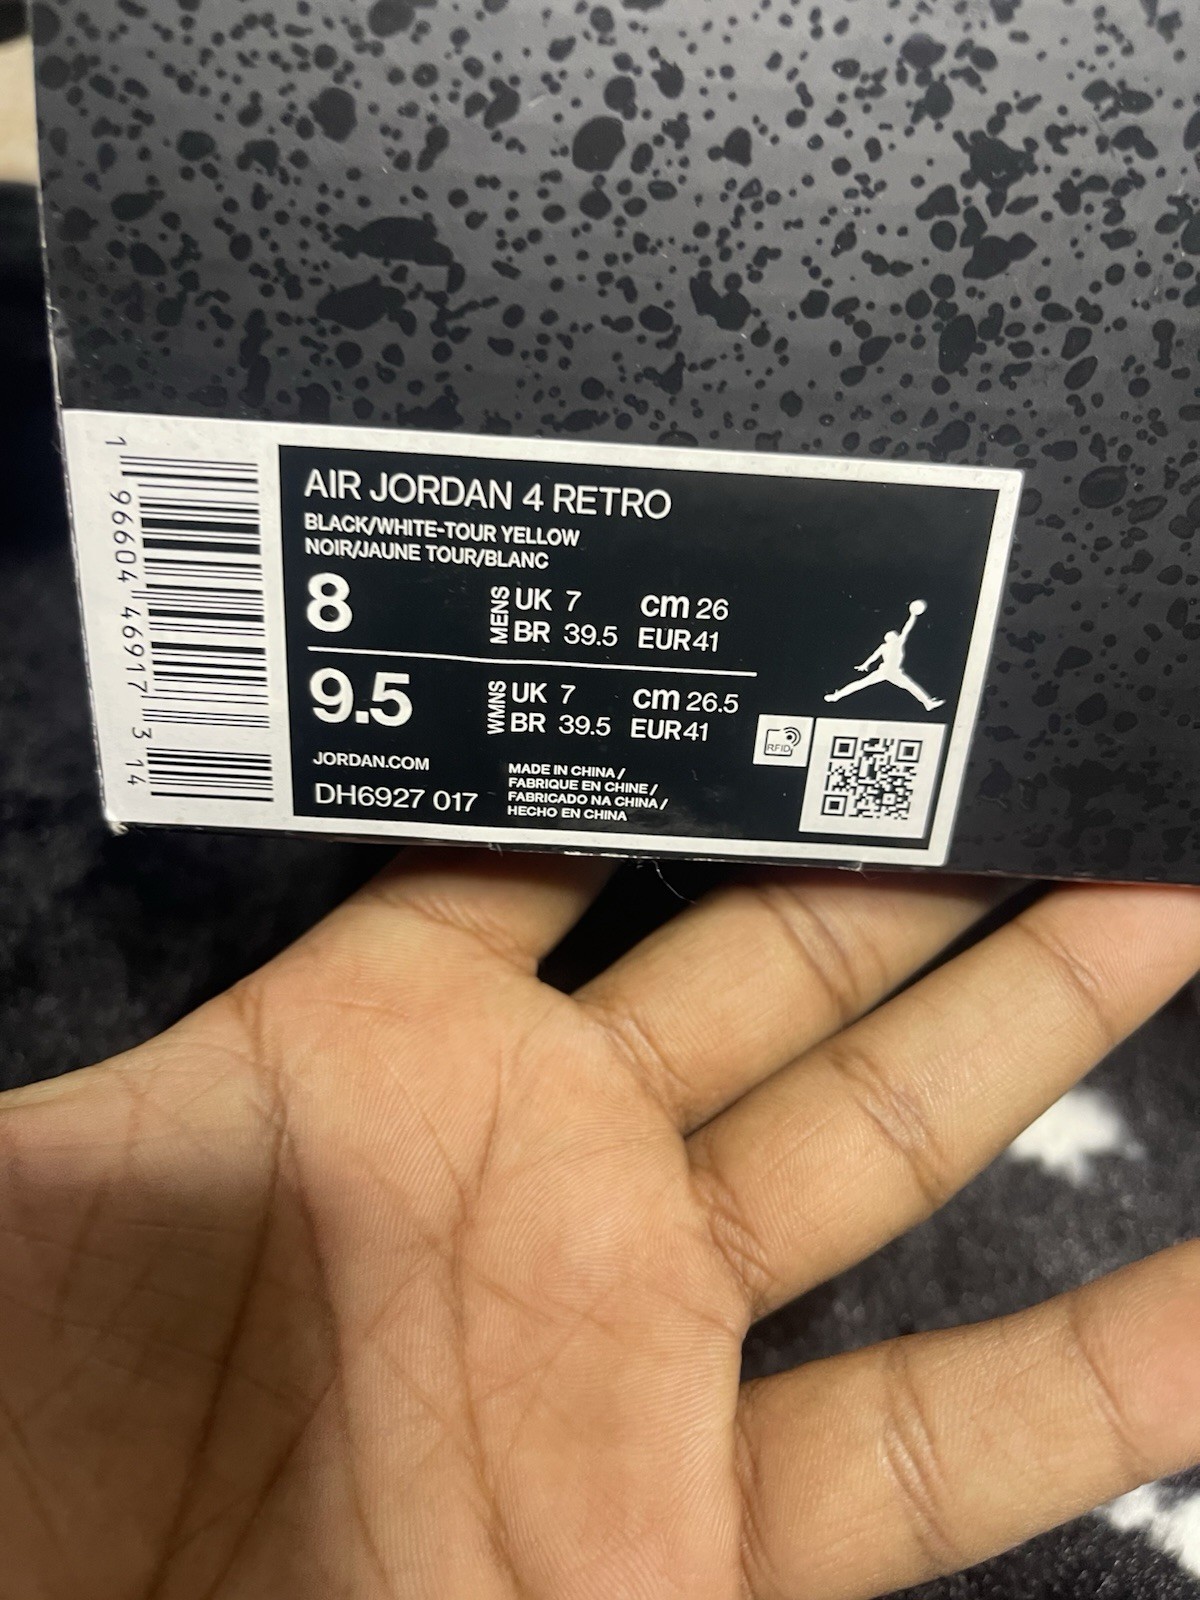 AIR JORDAN 4 RETRO
BLACK/WHITE-TOUR YELLOW
NOIR/JAUNE TOUR/BLANC
8 MENS UK 7 cm 26
BR 39.5 EUR 41
9.5 WMNS UK 7 cm 26.5
BR 39.5 EUR 41
JORDAN.COM
DH6927 017
MADE IN CHINA /
FABRIQUE EN CHINE /
FABRICADO NA CHINA /
HECHO EN CHINA
RFID
1 96604 46917 3 14